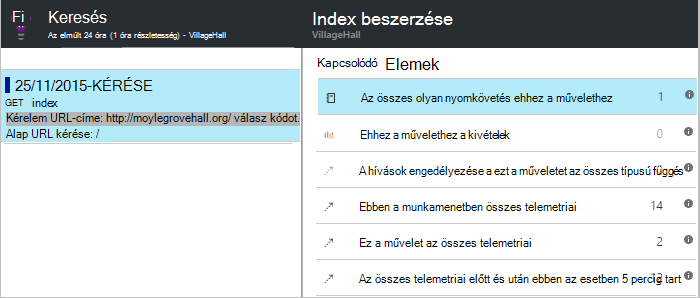 Fi
Keresés
Az elmúlt 24 óra (1 óra részletesség) - VillageHall
25/11/2015-KÉRÉSE
GET index
Kérelem URL-címe: http://moylegrovehall.org/ válasz kódot.
Alap URL kérése: /
Index beszerzése
VillageHall
Kapcsolódó Elemek
Az összes olyan nyomkövetés ehhez a művelethez 1
Ehhez a művelethez a kivételek 0
A hívások engedélyezése a ezt a műveletet az összes típusú függés
Ebben a munkamenetben összes telemetriai 14
Ez a művelet az összes telemetriai 2
Az összes telemetriai előtt és után ebben az esetben 5 percig tart